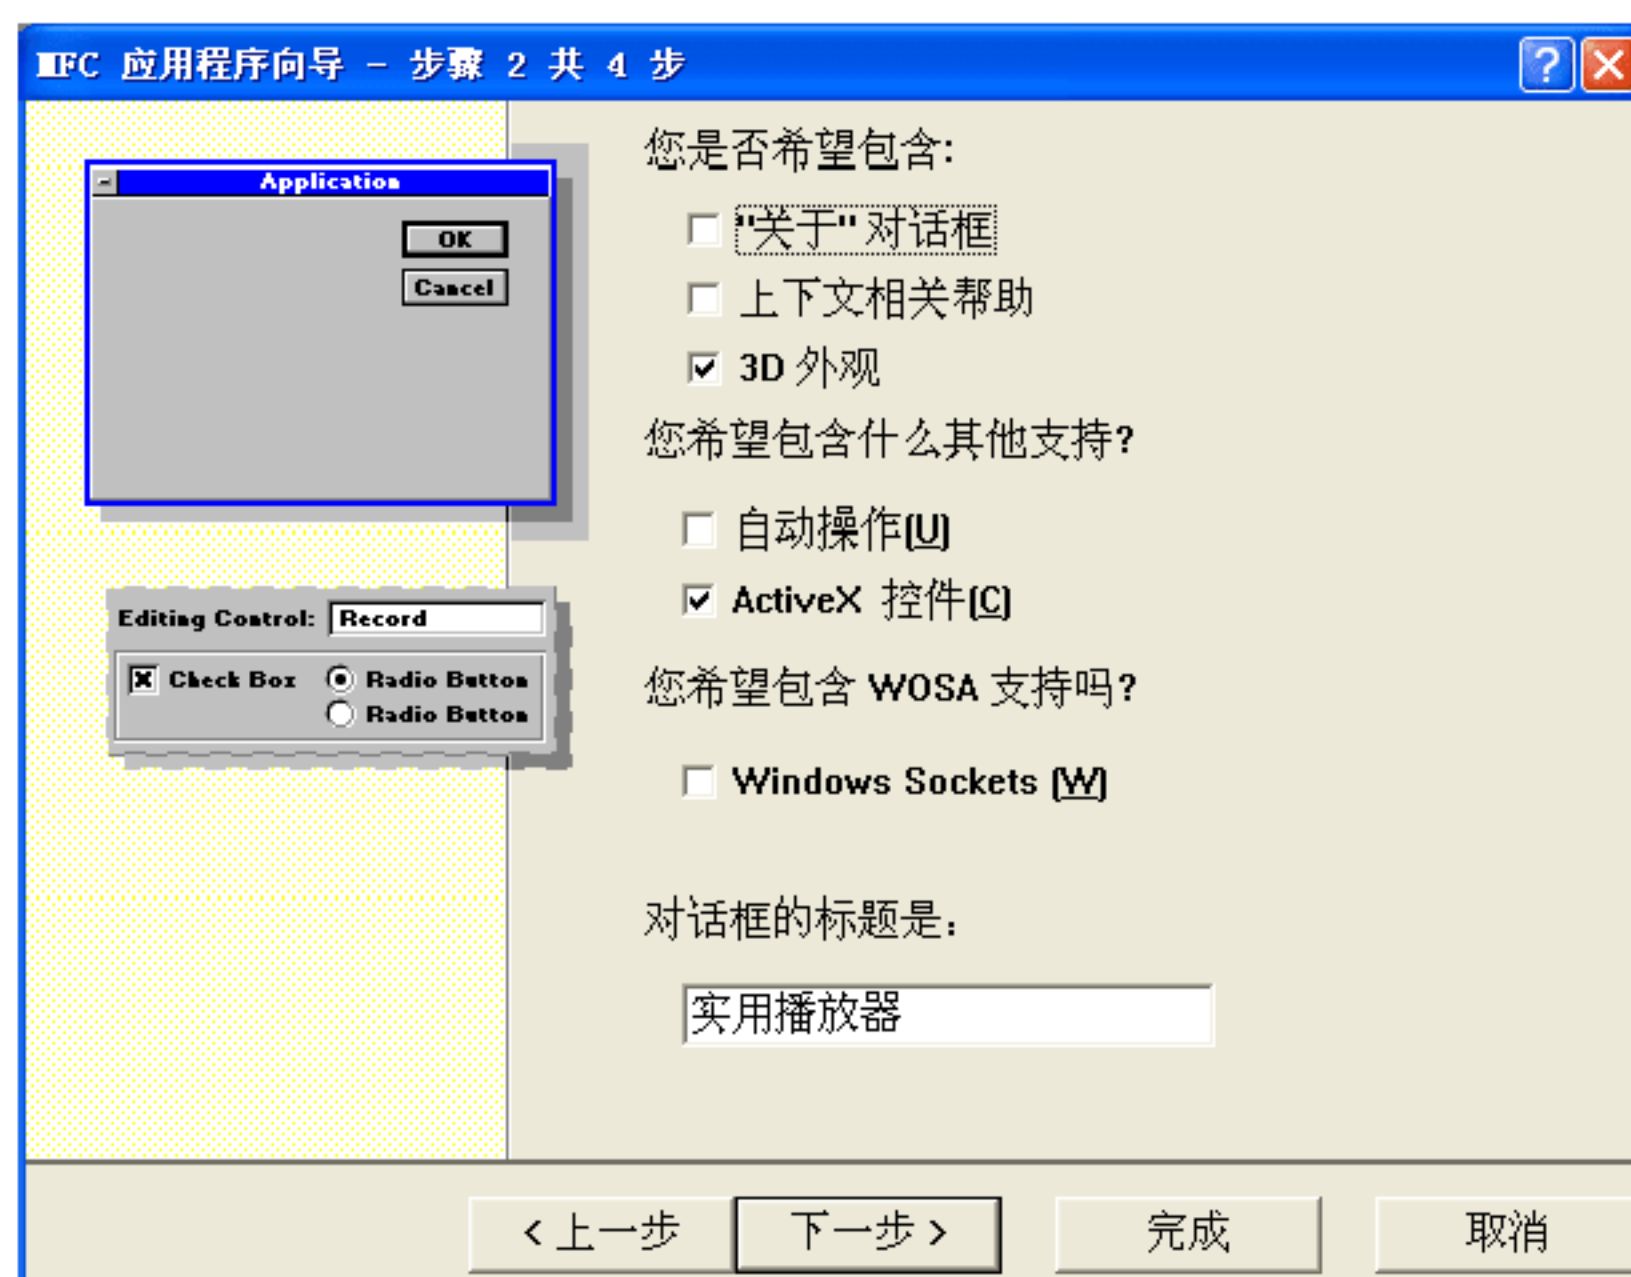 MFC 应用程序向导 - 步骤 2 共 4 步
Application
OK
Cancel
Editing Control: Record
Check Box Radio Button
Radio Button
您是否希望包含:
"关于" 对话框
上下文相关帮助
3D 外观
您希望包含什么其他支持?
自动操作(U)
ActiveX 控件(C)
您希望包含 WOSA 支持吗?
Windows Sockets (W)
对话框的标题是:
实用播放器
<上一步 下一步> 完成 取消